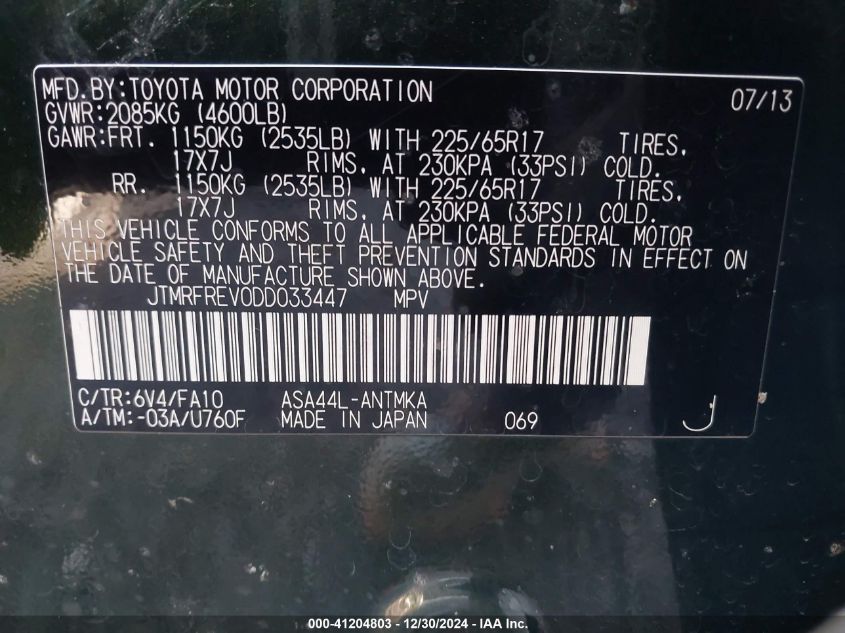 MFD.BY:TOYOTA MOTOR CORPORATION 07/13
GVWR:2085KG (4600LB)
GAWR:FRT. 1150KG (2535LB) WITH 225/65R17 TIRES,
17X7J RIMS, AT 230KPA (33PSI) COLD.
RR. 1150KG (2535LB) WITH 225/65R17 TIRES,
17X7J RIMS, AT 230KPA (33PSI) COLD.
THIS VEHICLE CONFORMS TO ALL APPLICABLE FEDERAL MOTOR
VEHICLE SAFETY AND THEFT PREVENTION STANDARDS IN EFFECT ON
THE DATE OF MANUFACTURE SHOWN ABOVE.
JTMRFREV0DD033447 MPV
C/TR:6V4/FA10 ASA44L-ANTMKA
A/TM:-03A/U760F MADE IN JAPAN 069 J
000-41204803 - 12/30/2024 - IAA Inc.